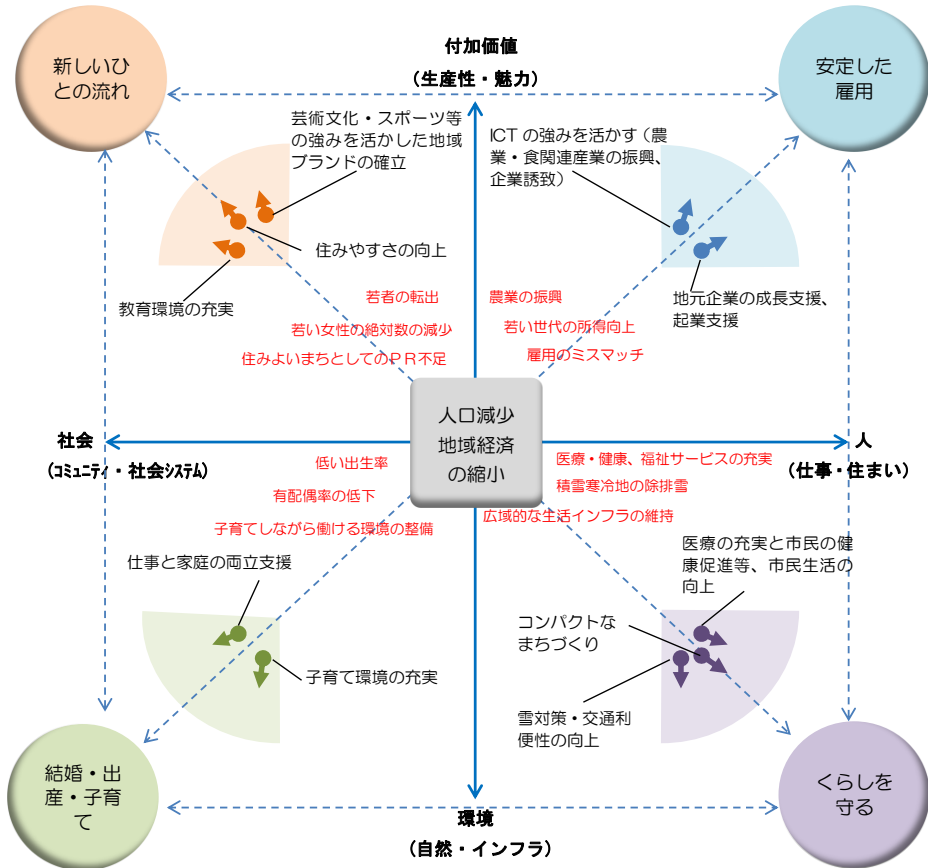 新しいひ
との流れ
付加価値
(生産性・魅力)
安定した
雇用
芸術文化・スポーツ等
の強みを活かした地域
ブランドの確立
ICT の強みを活かす（農
業・食関連産業の振興、
企業誘致）
住みやすさの向上
教育環境の充実
地元企業の成長支援、
起業支援
若者の転出
農業の振興
若い女性の絶対数の減少
若い世代の所得向上
住みよいまちとしてのＰＲ不足
雇用のミスマッチ
人口減少
地域経済
の縮小
社会
(ｺﾐｭﾆﾃｨ・社会ｼｽﾃﾑ)
人
(仕事・住まい)
低い出生率
医療・健康、福祉サービスの充実
有配偶率の低下
積雪寒冷地の除排雪
子育てしながら働ける環境の整備
広域的な生活インフラの維持
仕事と家庭の両立支援
医療の充実と市民の健
康促進等、市民生活の
向上
コンパクトな
まちづくり
子育て環境の充実
雪対策・交通利
便性の向上
結婚・出
産・子育
て
環境
(自然・インフラ)
くらしを
守る